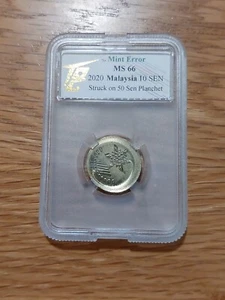 Mint Error
MS 66
2020 Malaysia 10 SEN
Struck on 50 Sen Planchet